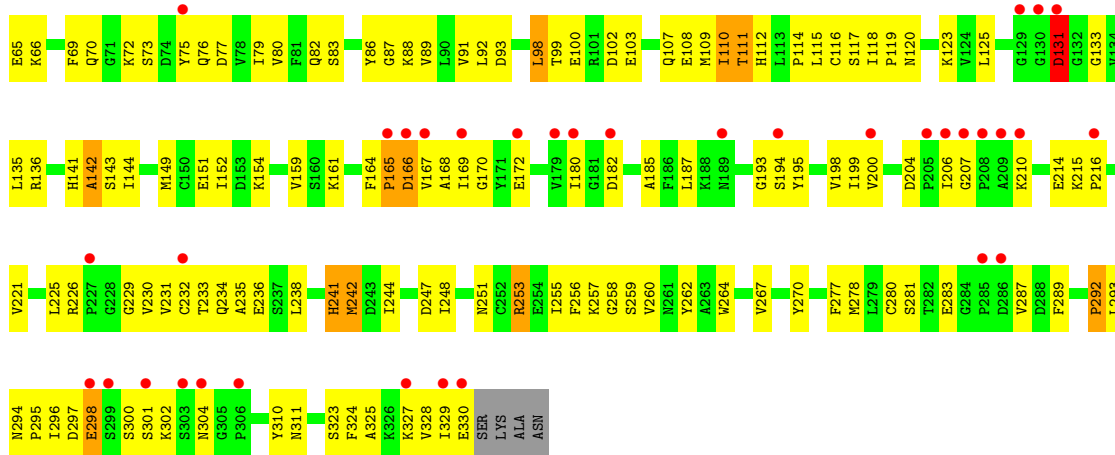 E65 K66 F69 Q70 G71 K72 S73 D74 Y75 Q76 D77 V78 I79 V80 F81 Q82 S83 Y86 G87 K88 V89 L90 V91 L92 D93 L98 T99 E100 R101 D102 E103 Q107 E108 M109 I110 T111 H112 L113 P114 L115 C116 S117 I118 P119 N120 K123 V124 L125 G129 G130 D131 G132 G133 V134
L135 R136 H141 A142 S143 I144 M149 C150 E151 I152 D153 K154 V159 S160 K161 F164 P165 D166 V167 A168 I169 G170 Y171 E172 V179 I180 G181 D182 A185 F186 L187 K188 N189 G193 S194 Y195 V198 I199 V200 D204 P205 I206 G207 P208 A209 K210 E214 K215 P216
V221 L225 R226 P227 G228 G229 V230 V231 C232 T233 Q234 A235 E236 S237 L238 H241 M242 D243 I244 D247 I248 N251 C252 R253 E254 I255 F256 K257 G258 S259 V260 N261 Y262 A263 W264 V267 Y270 F277 M278 L279 C280 S281 T282 E283 G284 P285 D286 V287 D288 F289 P292 L293
N294 P295 I296 D297 E298 S299 S300 S301 K302 S303 N304 G305 P306 Y310 N311 S323 F324 A325 K326 K327 V328 I329 E330 SER LYS ALA ASN